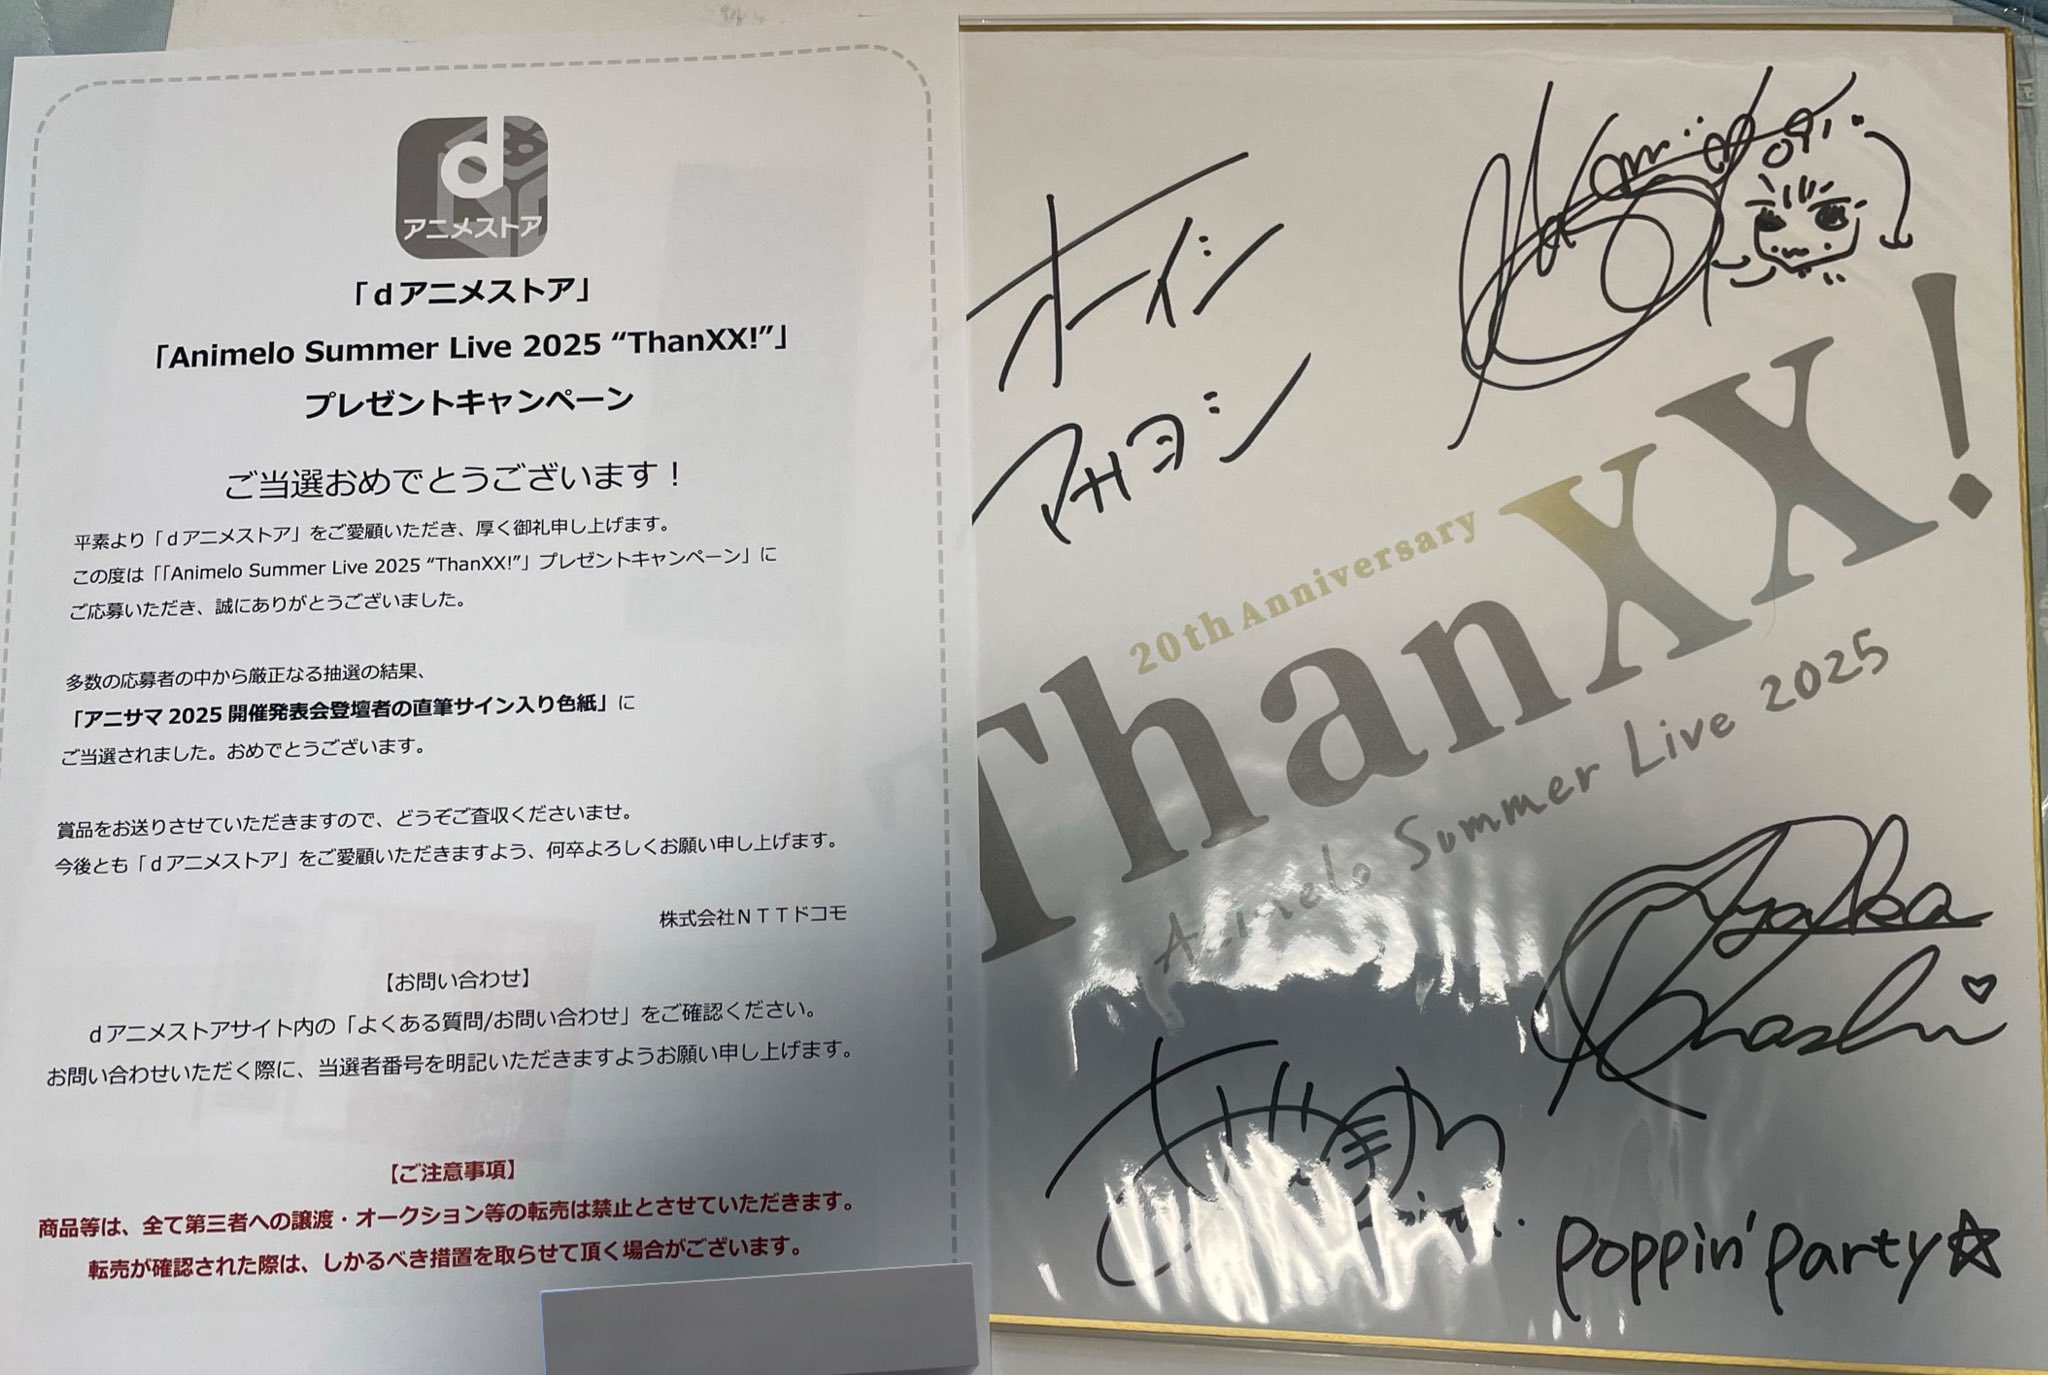 d
アニメストア
「ｄアニメストア」
「Animelo Summer Live 2025 “ThanXX!”」
プレゼントキャンペーン
ご当選おめでとうございます！
平素より「ｄアニメストア」をご愛顧いただき、厚く御礼申し上げます。
この度は「「Animelo Summer Live 2025 “ThanXX!”」プレゼントキャンペーン」に
ご応募いただき、誠にありがとうございました。
多数の応募者の中から厳正なる抽選の結果、
「アニサマ 2025 開催発表会登壇者の直筆サイン入り色紙」に
ご当選されました。おめでとうございます。
賞品をお送りさせていただきますので、どうぞご査収くださいませ。
今後とも「ｄアニメストア」をご愛顧いただきますよう、何卒よろしくお願い申し上げます。
株式会社ＮＴＴドコモ
【お問い合わせ】
ｄアニメストアサイト内の「よくある質問/お問い合わせ」をご確認ください。
お問い合わせいただく際に、当選者番号を明記いただきますようお願い申し上げます。
【ご注意事項】
商品等は、全て第三者への譲渡・オークション等の転売は禁止とさせていただきます。
転売が確認された際は、しかるべき措置を取らせて頂く場合がございます。
オーイシ
マサヨシ
20th Anniversary
ThanXX!
Animelo Summer Live 2025
Ayaka
Ohashi
Poppin'Party☆